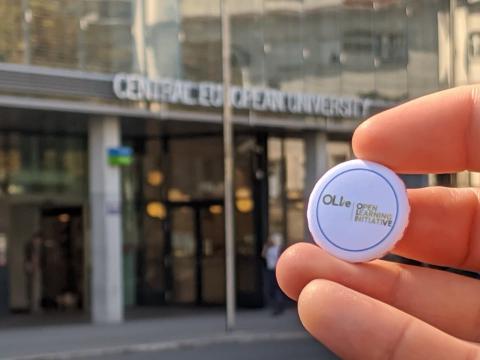 CENTRAL EUROPEAN UNIVERSITY
OLIve
OPEN
LEARNING
INITIATIVE